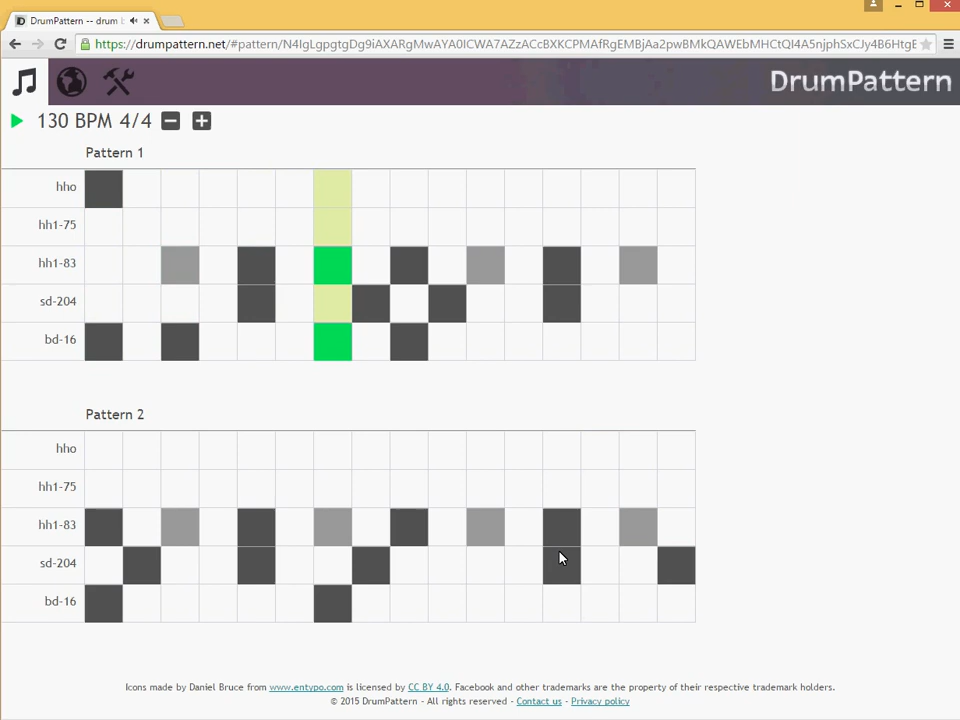 DrumPattern -- drum b
https://drumpattern.net/#pattern/
DrumPattern
130 BPM 4/4
Pattern 1
hho
hh1-75
hh1-83
sd-204
bd-16
Pattern 2
hho
hh1-75
hh1-83
sd-204
bd-16
Icons made by Daniel Bruce from www.entypo.com is licensed by CC BY 4.0. Facebook and other trademarks are the property of their respective trademark holders.
© 2015 DrumPattern - All rights reserved - Contact us - Privacy policy